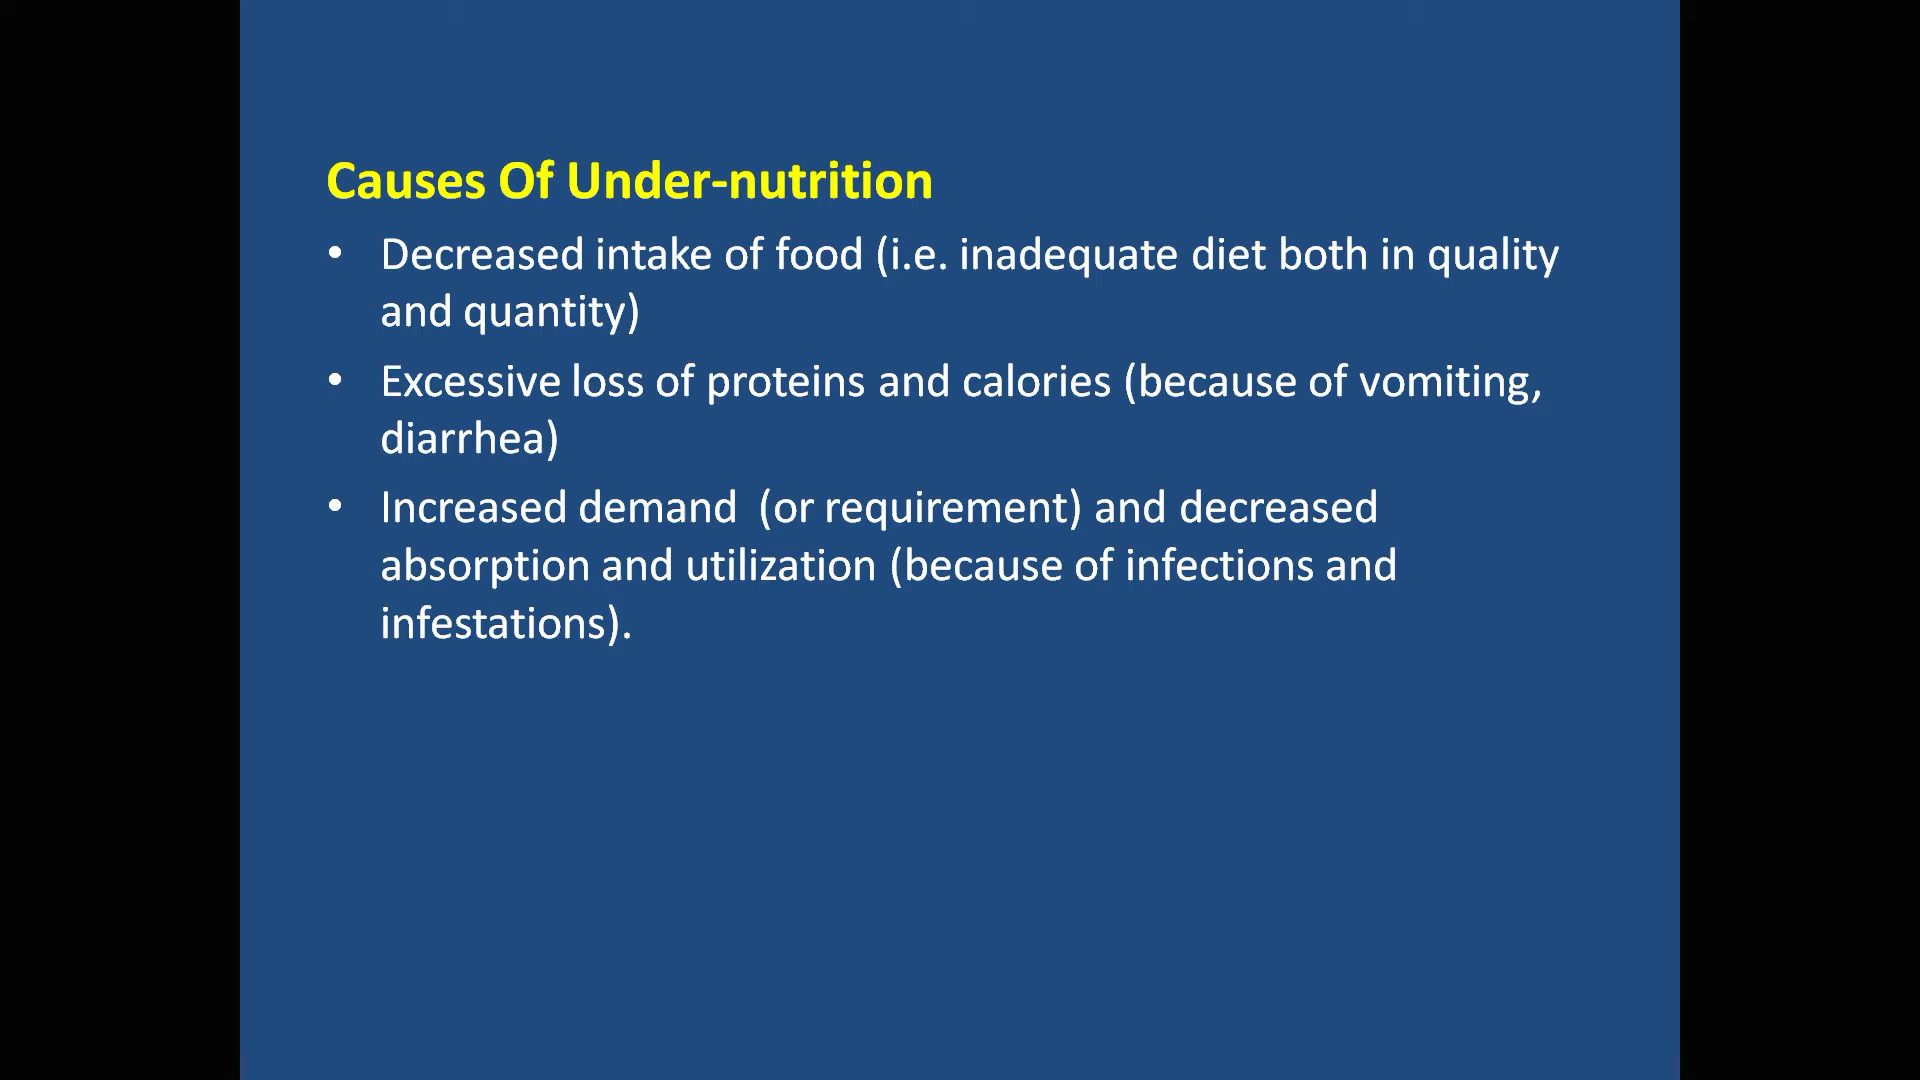 Causes Of Under-nutrition
• Decreased intake of food (i.e. inadequate diet both in quality
and quantity)
• Excessive loss of proteins and calories (because of vomiting,
diarrhea)
• Increased demand  (or requirement) and decreased
absorption and utilization (because of infections and
infestations).